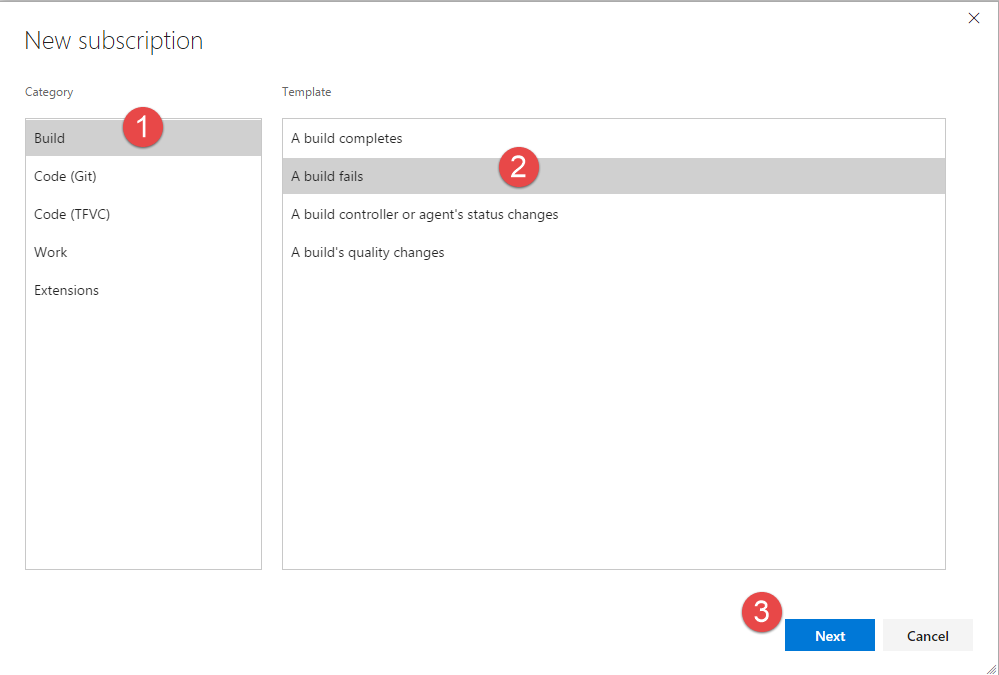 New subscription
Category
Template
1
Build
Code (Git)
Code (TFVC)
Work
Extensions
A build completes
2
A build fails
A build controller or agent's status changes
A build's quality changes
3
Next
Cancel